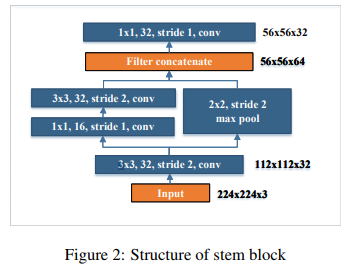 1x1, 32, stride 1, conv 56x56x32
Filter concatenate 56x56x64
3x3, 32, stride 2, conv
1x1, 16, stride 1, conv
2x2, stride 2
max pool
3x3, 32, stride 2, conv 112x112x32
Input 224x224x3
Figure 2: Structure of stem block